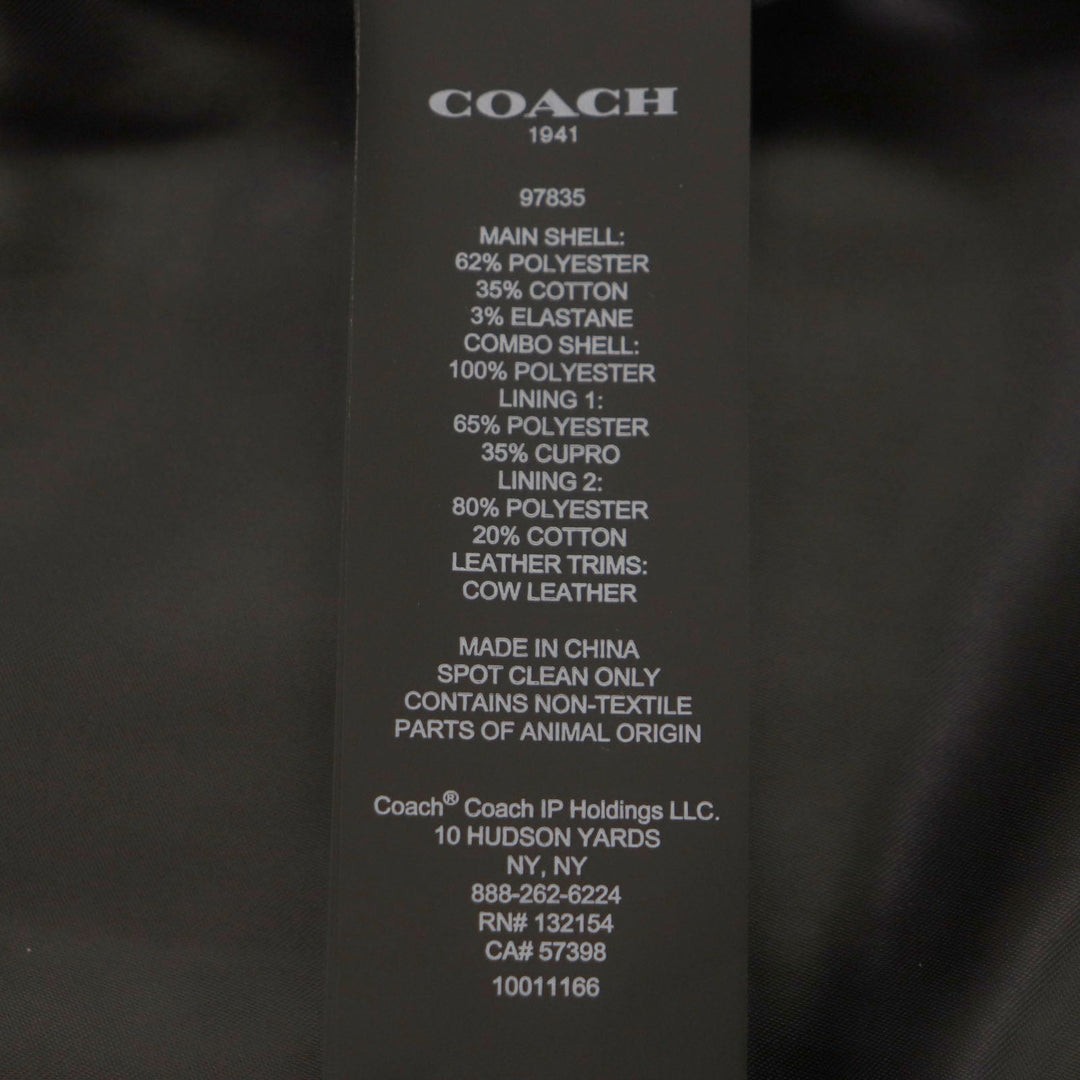 COACH
1941
97835
MAIN SHELL:
62% POLYESTER
35% COTTON
3% ELASTANE
COMBO SHELL:
100% POLYESTER
LINING 1:
65% POLYESTER
35% CUPRO
LINING 2:
80% POLYESTER
20% COTTON
LEATHER TRIMS:
COW LEATHER
MADE IN CHINA
SPOT CLEAN ONLY
CONTAINS NON-TEXTILE
PARTS OF ANIMAL ORIGIN
Coach® Coach IP Holdings LLC.
10 HUDSON YARDS
NY, NY
888-262-6224
RN# 132154
CA# 57398
10011166